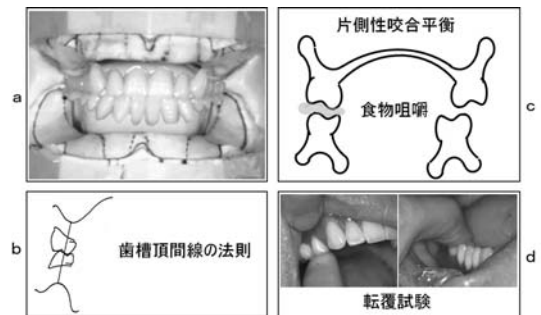 a
片側性咬合平衡
食物咀嚼
c
b
歯槽頂間線の法則
転覆試験
d